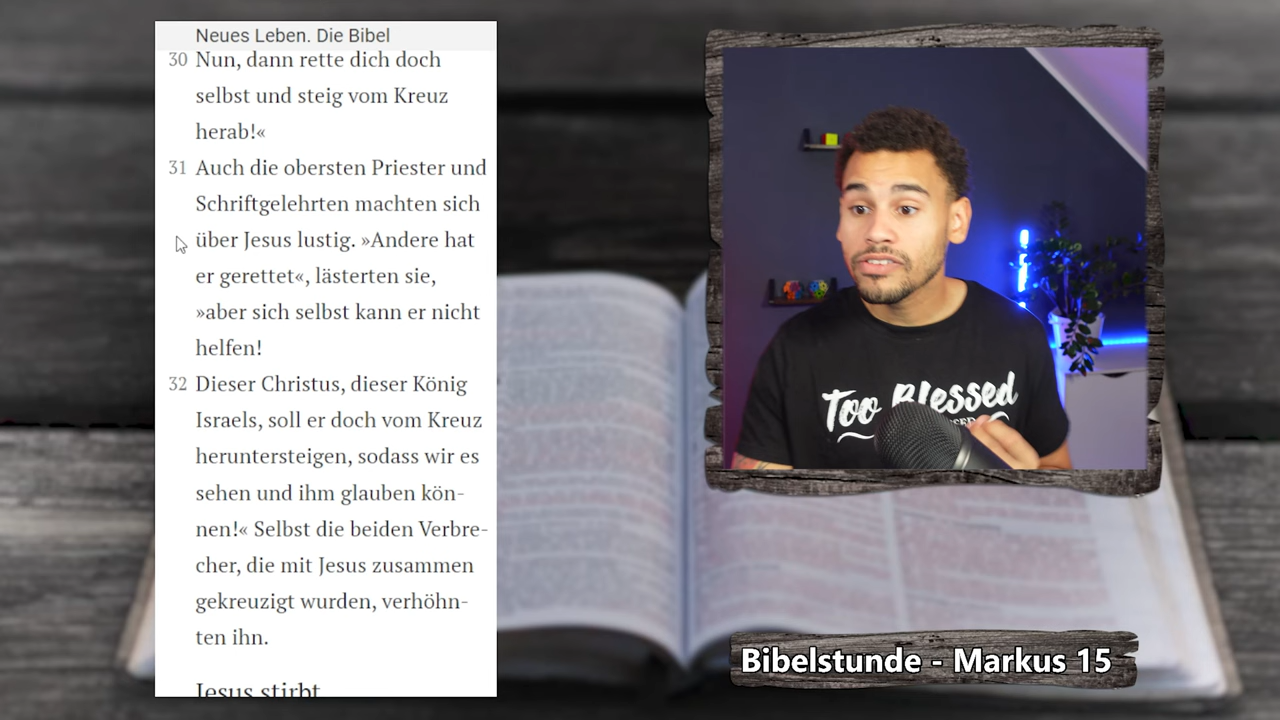 Neues Leben. Die Bibel
30 Nun, dann rette dich doch
selbst und steig vom Kreuz
herab!«
31 Auch die obersten Priester und
Schriftgelehrten machten sich
über Jesus lustig. »Andere hat
er gerettet«, lästerten sie,
»aber sich selbst kann er nicht
helfen!
32 Dieser Christus, dieser König
Israels, soll er doch vom Kreuz
heruntersteigen, sodass wir es
sehen und ihm glauben kön-
nen!« Selbst die beiden Verbre-
cher, die mit Jesus zusammen
gekreuzigt wurden, verhöhn-
ten ihn.
Jesus stirbt
Too Blessed
Bibelstunde - Markus 15